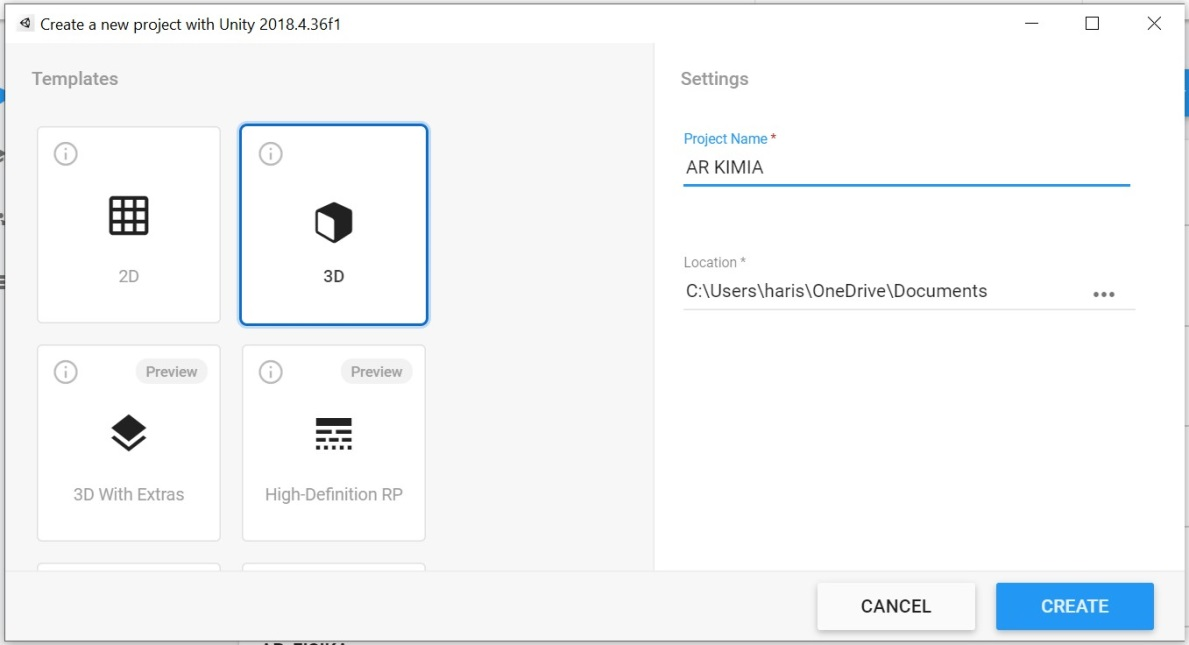 Create a new project with Unity 2018.4.36f1
Templates
2D
3D
Preview
3D With Extras
Preview
High-Definition RP
Settings
Project Name *
AR KIMIA
Location *
C:\Users\haris\OneDrive\Documents
CANCEL
CREATE